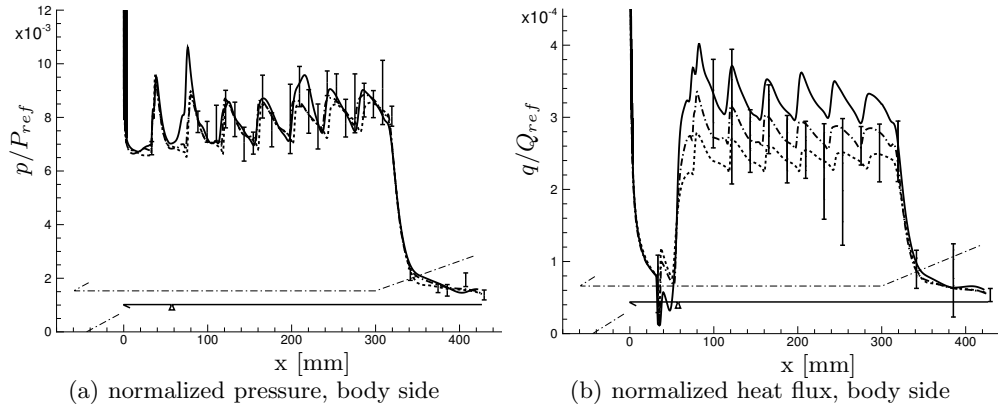 12
x10⁻³
10
8
6
4
2
0
p/P_ref
0 100 200 300 400
x [mm]
(a) normalized pressure, body side
x10⁻⁴
4
3
2
1
0
q/Q_ref
0 100 200 300 400
x [mm]
(b) normalized heat flux, body side